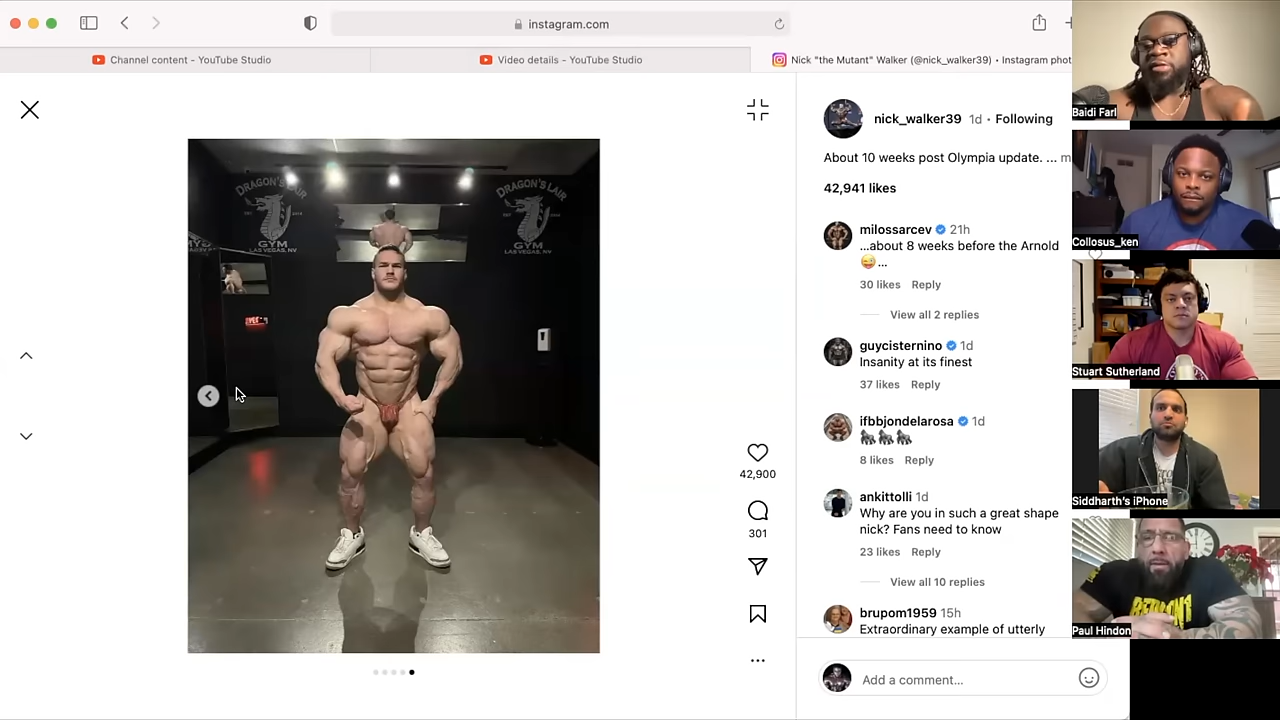 instagram.com
Channel content - YouTube Studio
Video details - YouTube Studio
Nick "the Mutant" Walker (@nick_walker39) • Instagram phot
nick_walker39 1d • Following
About 10 weeks post Olympia update. ... m
42,941 likes
milossarcev 21h
...about 8 weeks before the Arnold
...
30 likes Reply
View all 2 replies
guycisternino 1d
Insanity at its finest
37 likes Reply
ifbbjondelarosa 1d
8 likes Reply
ankittolli 1d
Why are you in such a great shape
nick? Fans need to know
23 likes Reply
View all 10 replies
brupom1959 15h
Extraordinary example of utterly
Add a comment...
42,900
301
...
DRAGON'S LAIR
GYM
LAS VEGAS, NV
DRAGON'S LAIR
GYM
LAS VEGAS, NV
Baidi Farl
Collosus_ken
Stuart Sutherland
Siddharth's iPhone
Paul Hindon